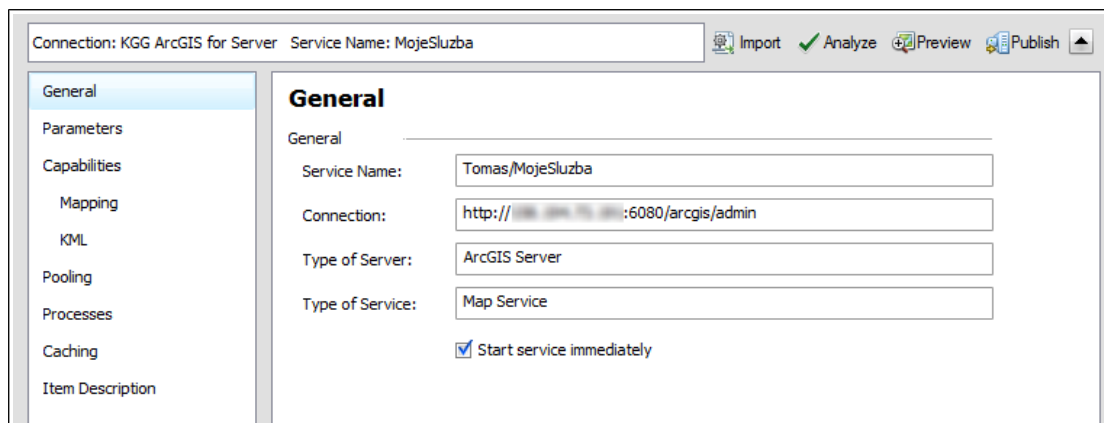 Connection: KGG ArcGIS for Server Service Name: MojeSluzba
Import Analyze Preview Publish
General
Parameters
Capabilities
Mapping
KML
Pooling
Processes
Caching
Item Description
General
General
Service Name: Tomas/MojeSluzba
Connection: http:// :6080/arcgis/admin
Type of Server: ArcGIS Server
Type of Service: Map Service
Start service immediately